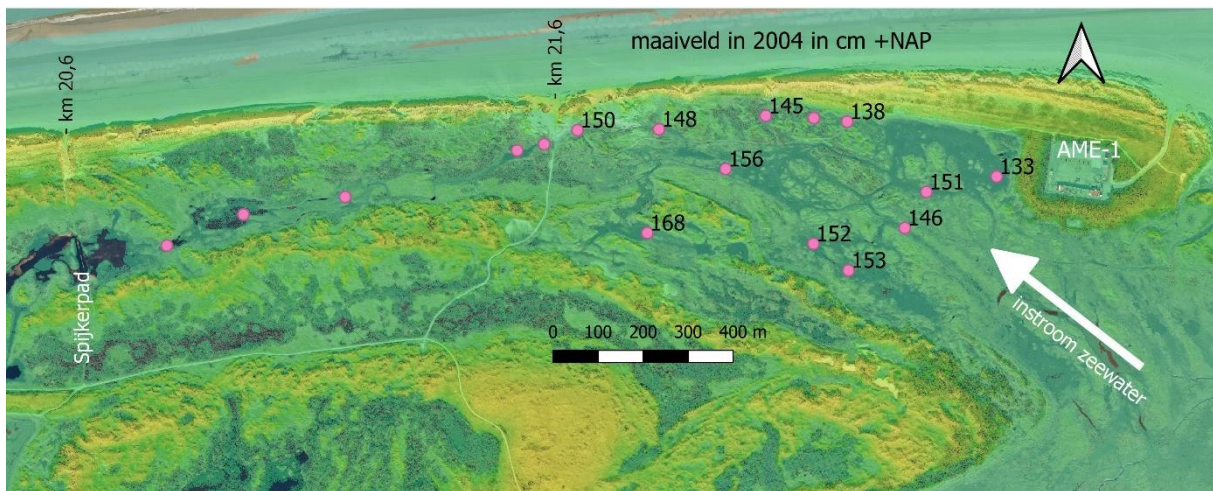 maaiveld in 2004 in cm +NAP
km 20,6
km 21,6
150
148
145
138
AME-1
156
133
151
168
146
152
153
Spijkerpad
0 100 200 300 400 m
instroom zeewater